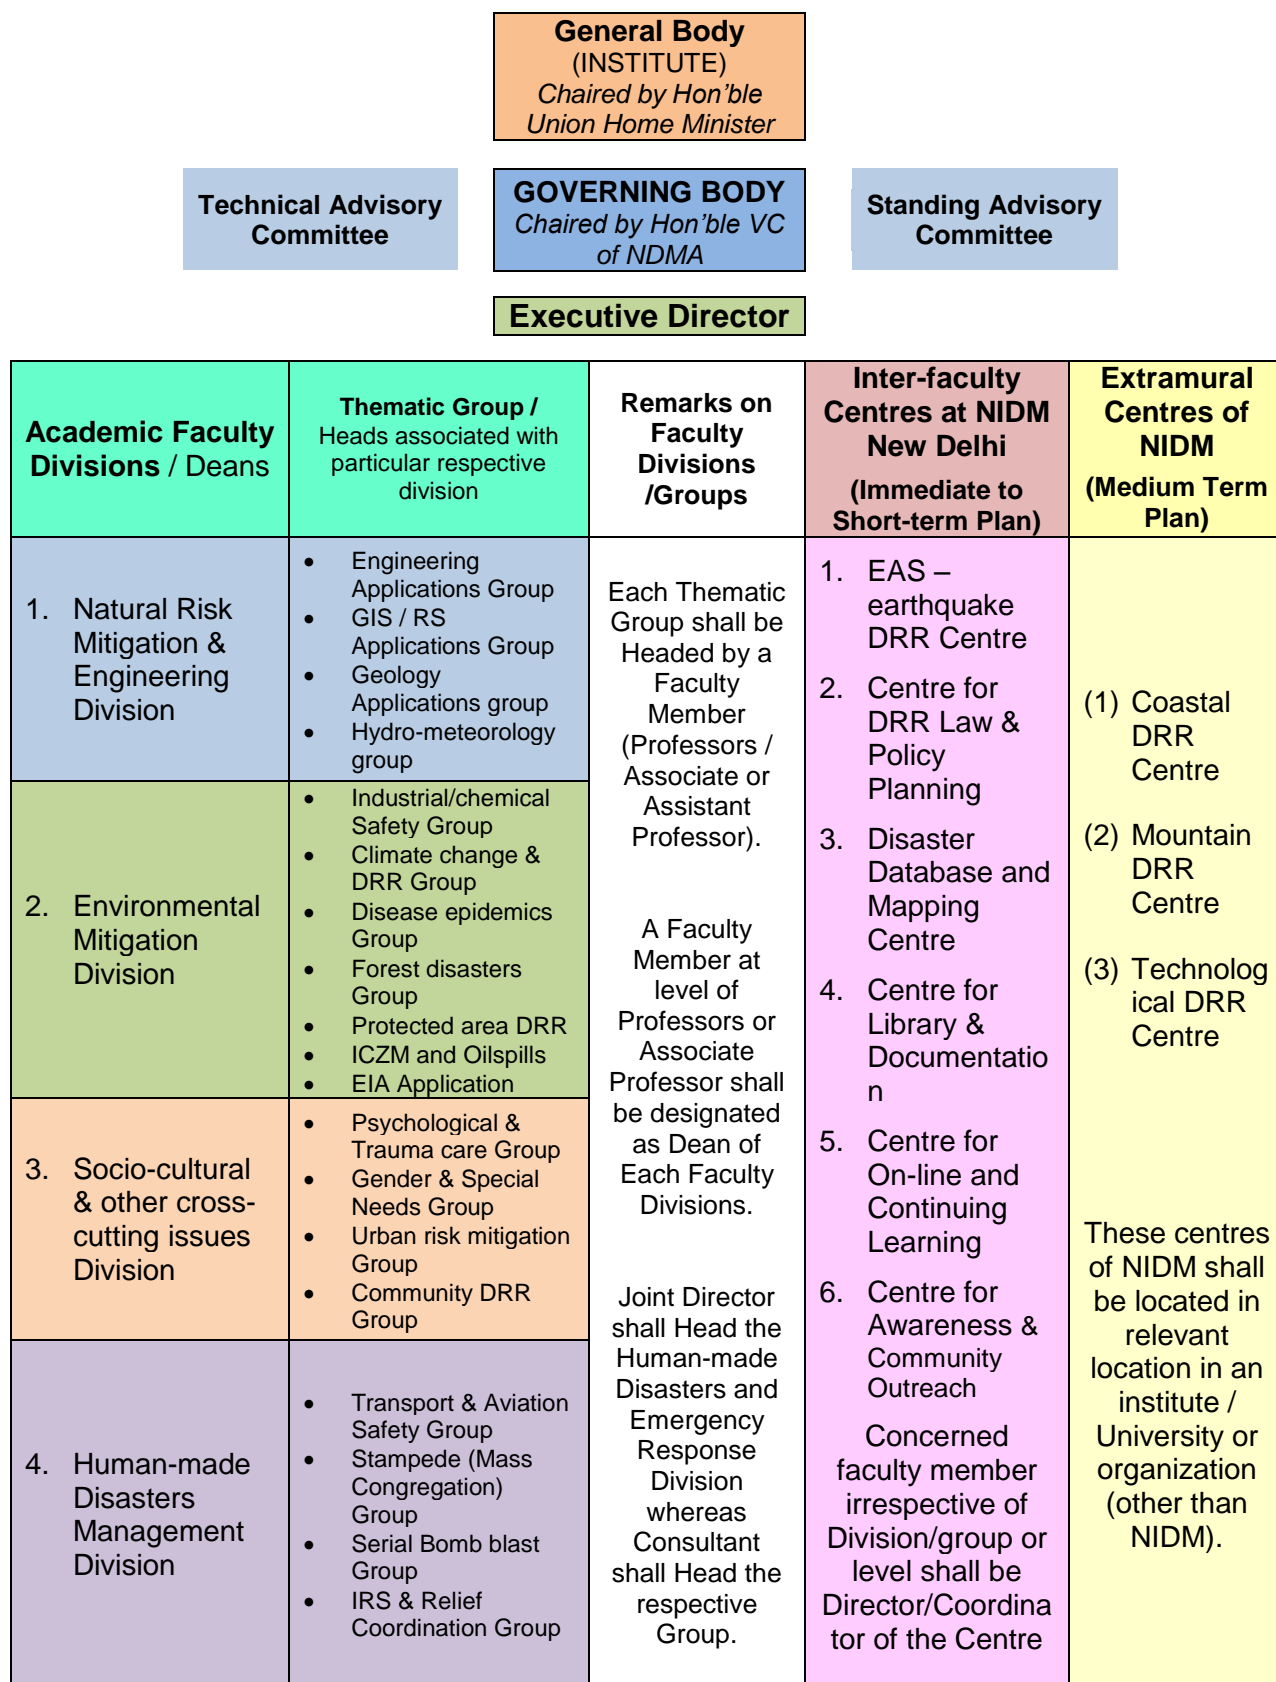 General Body
(INSTITUTE)
Chaired by Hon’ble
Union Home Minister
Technical Advisory
Committee
GOVERNING BODY
Chaired by Hon’ble VC
of NDMA
Standing Advisory
Committee
Executive Director
Academic Faculty
Divisions / Deans
Thematic Group /
Heads associated with
particular respective
division
Remarks on
Faculty
Divisions
/Groups
Inter-faculty
Centres at NIDM
New Delhi
(Immediate to
Short-term Plan)
Extramural
Centres of
NIDM
(Medium Term
Plan)
1. Natural Risk
Mitigation &
Engineering
Division
• Engineering
Applications Group
• GIS / RS
Applications Group
• Geology
Applications group
• Hydro-meteorology
group
2. Environmental
Mitigation
Division
• Industrial/chemical
Safety Group
• Climate change &
DRR Group
• Disease epidemics
Group
• Forest disasters
Group
• Protected area DRR
• ICZM and Oilspills
• EIA Application
3. Socio-cultural
& other cross-
cutting issues
Division
• Psychological &
Trauma care Group
• Gender & Special
Needs Group
• Urban risk mitigation
Group
• Community DRR
Group
4. Human-made
Disasters
Management
Division
• Transport & Aviation
Safety Group
• Stampede (Mass
Congregation)
Group
• Serial Bomb blast
Group
• IRS & Relief
Coordination Group
Each Thematic
Group shall be
Headed by a
Faculty
Member
(Professors /
Associate or
Assistant
Professor).
A Faculty
Member at
level of
Professors or
Associate
Professor shall
be designated
as Dean of
Each Faculty
Divisions.
Joint Director
shall Head the
Human-made
Disasters and
Emergency
Response
Division
whereas
Consultant
shall Head the
respective
Group.
1. EAS –
earthquake
DRR Centre
2. Centre for
DRR Law &
Policy
Planning
3. Disaster
Database and
Mapping
Centre
4. Centre for
Library &
Documentatio
n
5. Centre for
On-line and
Continuing
Learning
6. Centre for
Awareness &
Community
Outreach
Concerned
faculty member
irrespective of
Division/group or
level shall be
Director/Coordina
tor of the Centre
(1) Coastal
DRR
Centre
(2) Mountain
DRR
Centre
(3) Technolog
ical DRR
Centre
These centres
of NIDM shall
be located in
relevant
location in an
institute /
University or
organization
(other than
NIDM).